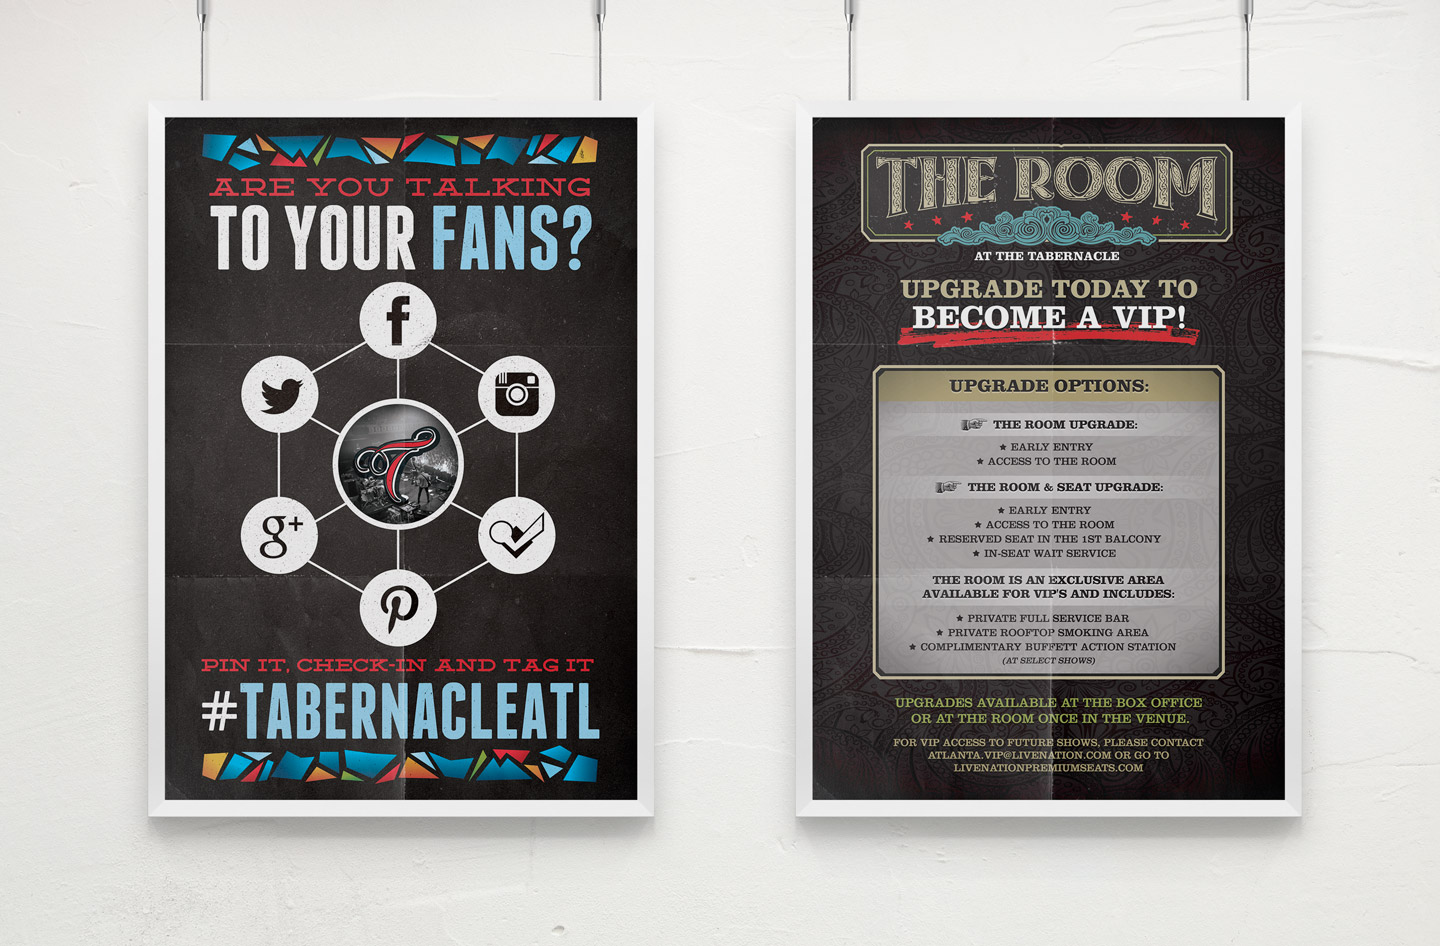 ARE YOU TALKING
TO YOUR FANS?
f
g+
T
PIN IT, CHECK-IN AND TAG IT
#TABERNACLEATL
THE ROOM
AT THE TABERNACLE
UPGRADE TODAY TO
BECOME A VIP!
UPGRADE OPTIONS:
THE ROOM UPGRADE:
★ EARLY ENTRY
★ ACCESS TO THE ROOM
THE ROOM & SEAT UPGRADE:
★ EARLY ENTRY
★ ACCESS TO THE ROOM
★ RESERVED SEAT IN THE 1ST BALCONY
★ IN-SEAT WAIT SERVICE
THE ROOM IS AN EXCLUSIVE AREA
AVAILABLE FOR VIP'S AND INCLUDES:
★ PRIVATE FULL SERVICE BAR
★ PRIVATE ROOFTOP SMOKING AREA
★ COMPLIMENTARY BUFFETT ACTION STATION
(AT SELECT SHOWS)
UPGRADES AVAILABLE AT THE BOX OFFICE
OR AT THE ROOM ONCE IN THE VENUE.
FOR VIP ACCESS TO FUTURE SHOWS, PLEASE CONTACT
ATLANTA.VIP@LIVENATION.COM OR GO TO
LIVENATIONPREMIUMSEATS.COM